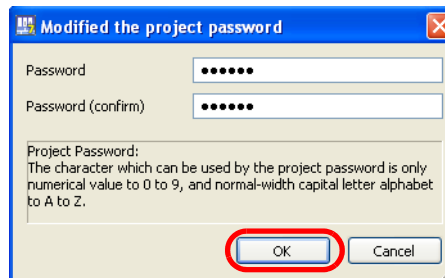 Modified the project password
Password
••••••
Password (confirm)
••••••
Project Password:
The character which can be used by the project password is only
numerical value to 0 to 9, and normal-width capital letter alphabet
to A to Z.
OK Cancel